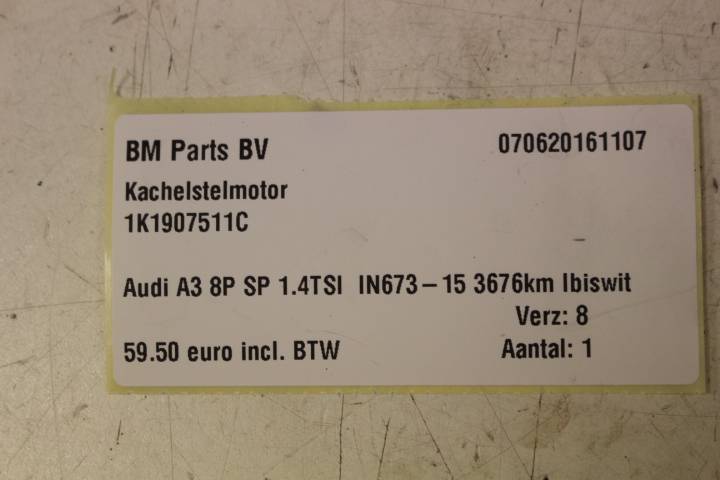 BM Parts BV 070620161107
Kachelstelmotor
1K1907511C
Audi A3 8P SP 1.4TSI IN673-15 3676km Ibiswit
Verz: 8
59.50 euro incl. BTW Aantal: 1